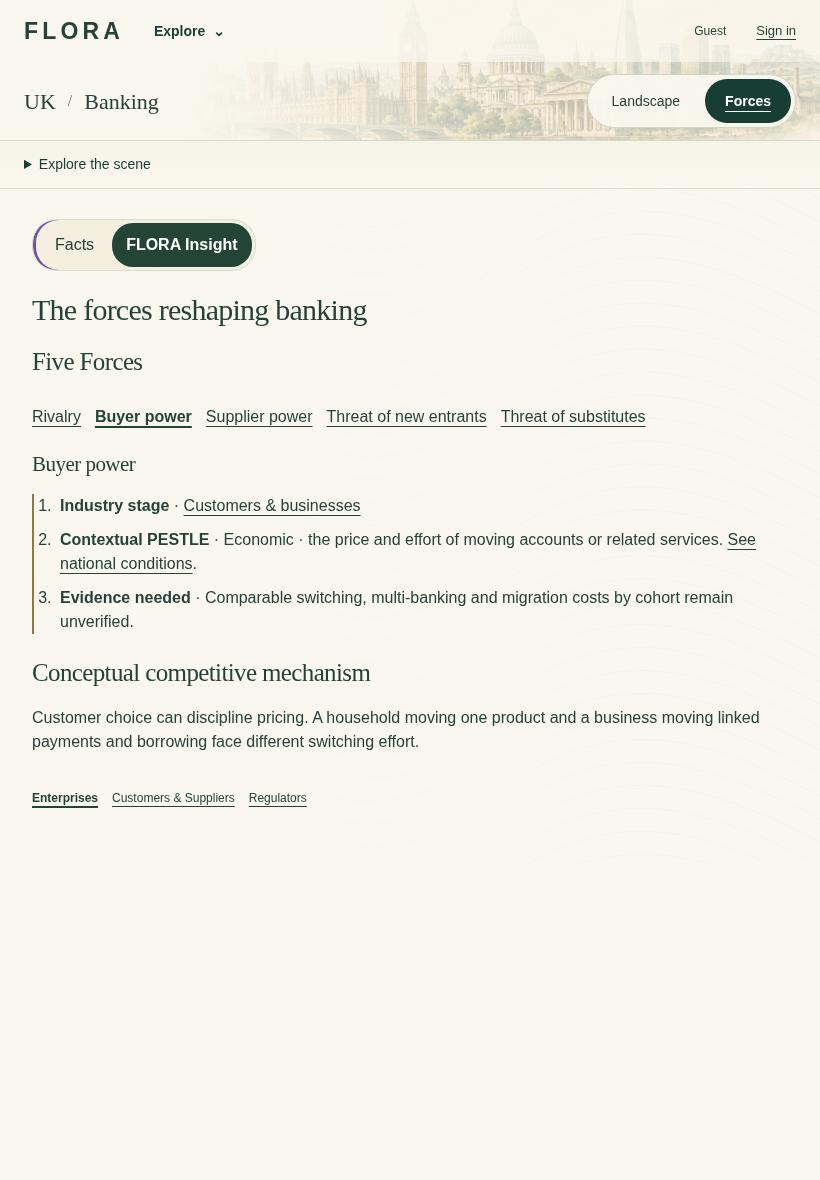 FLORA
Explore
Guest
Sign in
UK / Banking
Landscape
Forces
Explore the scene
Facts
FLORA Insight
The forces reshaping banking
Five Forces
Rivalry Buyer power Supplier power Threat of new entrants Threat of substitutes
Buyer power
1. Industry stage · Customers & businesses
2. Contextual PESTLE · Economic · the price and effort of moving accounts or related services. See
national conditions.
3. Evidence needed · Comparable switching, multi-banking and migration costs by cohort remain
unverified.
Conceptual competitive mechanism
Customer choice can discipline pricing. A household moving one product and a business moving linked
payments and borrowing face different switching effort.
Enterprises Customers & Suppliers Regulators